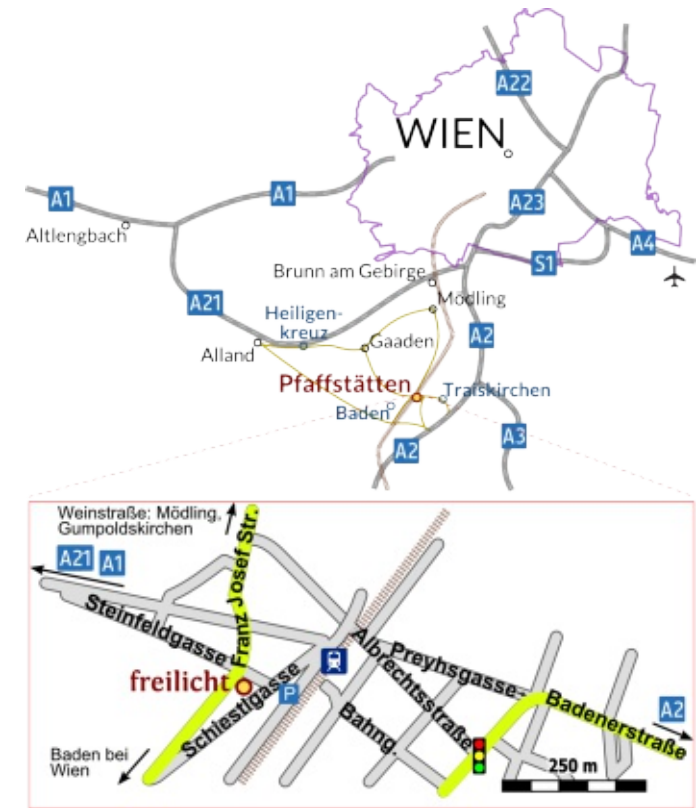 A22
WIEN
A1
A1
A23
Altlengbach
A4
S1
Brunn am Gebirge
A21
Mödling
Heiligen-
kreuz
A2
Gaaden
Alland
Pfaffstätten
Traiskirchen
Baden
A3
A2
Weinstraße: Mödling,
Gumpoldskirchen
A21 A1
Franz Josef Str.
Steinfeldgasse
Albrechtsstraße
Preyhsgasse
freilicht
P
Schiestlgasse
Bahng.
Badenerstraße
A2
Baden bei
Wien
250 m